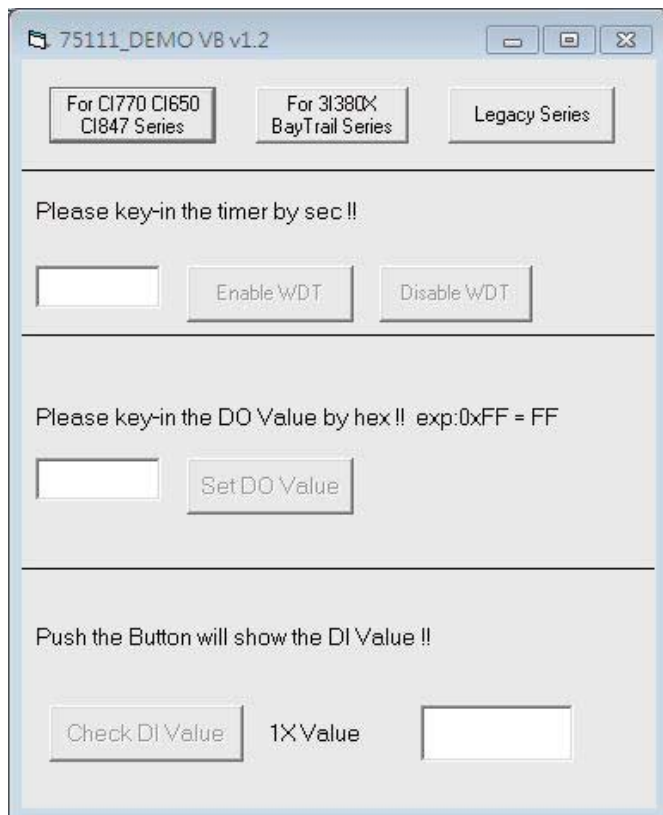 75111_DEMO VB v1.2
For CI770 CI650
CI847 Series
For 3I380X
BayTrail Series
Legacy Series
Please key-in the timer by sec !!
Enable WDT
Disable WDT
Please key-in the DO Value by hex !! exp:0xFF = FF
Set DO Value
Push the Button will show the DI Value !!
Check DI Value
1X Value